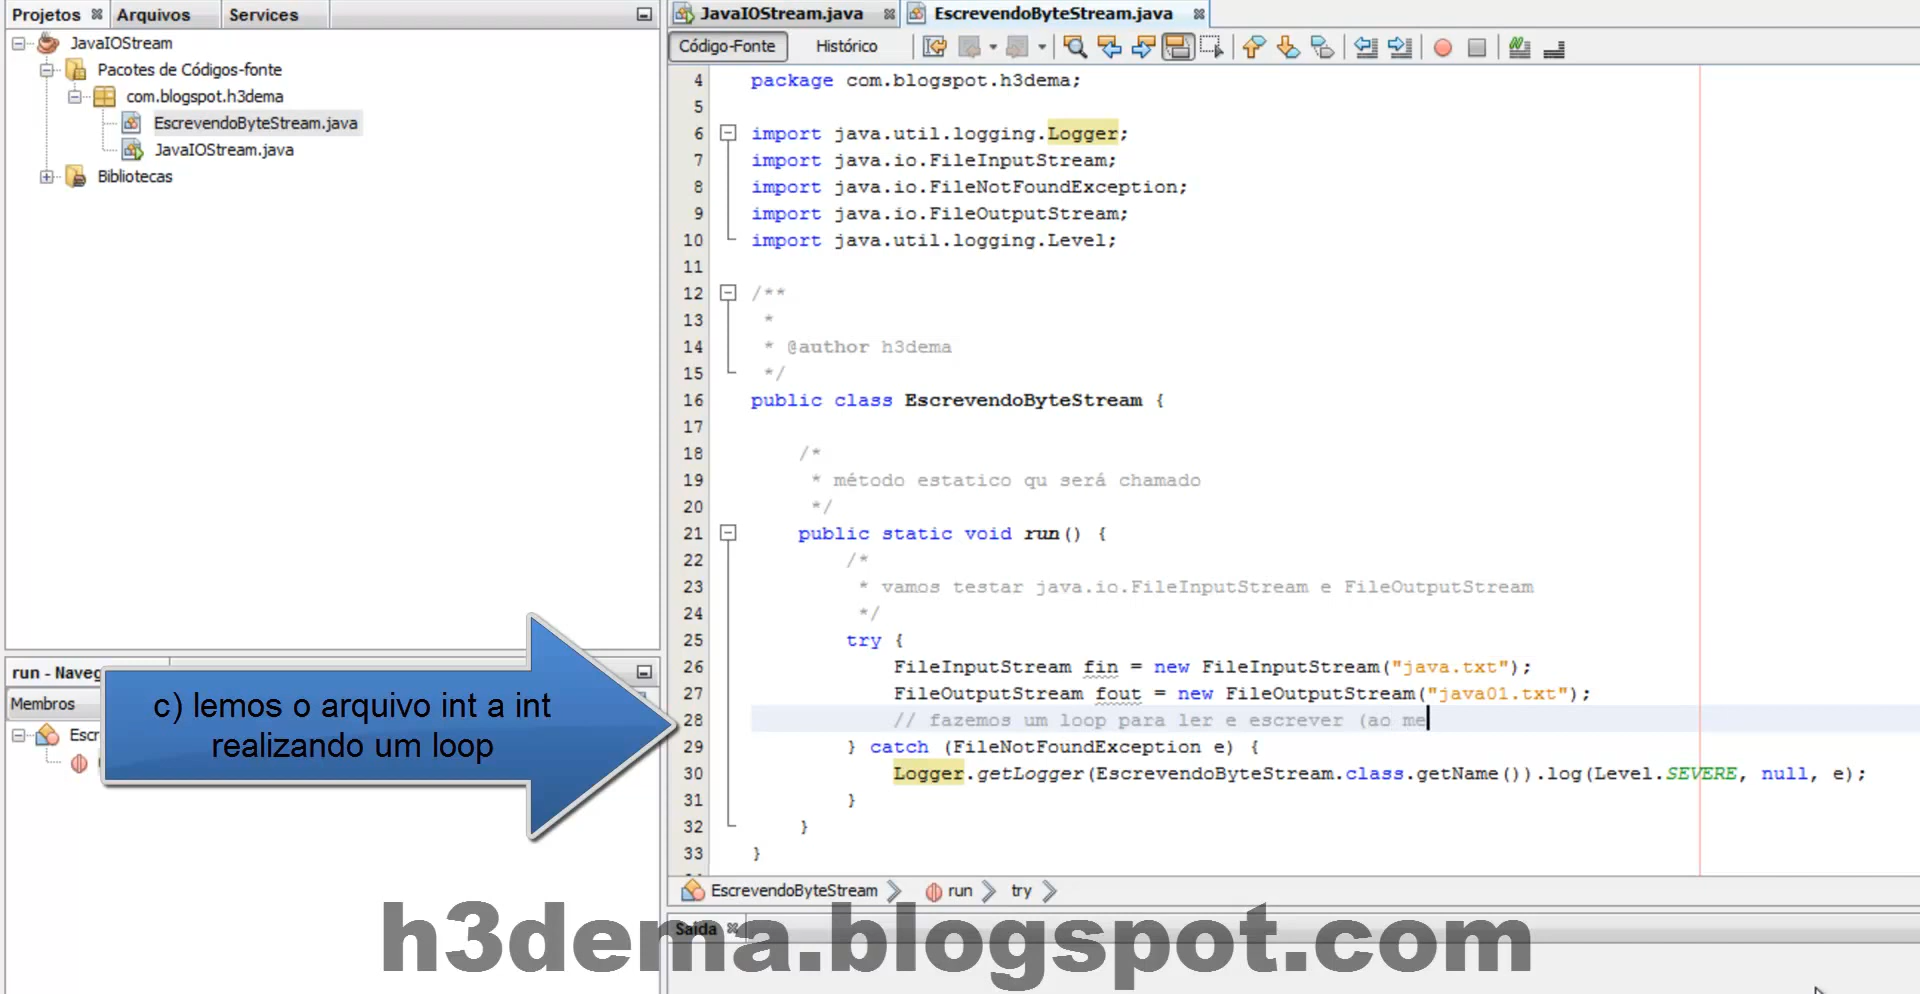 Projetos
Arquivos
Services
JavaIOStream
Pacotes de Códigos-fonte
com.blogspot.h3dema
EscrevendoByteStream.java
JavaIOStream.java
Bibliotecas
run - Naveg
Membros
Escr
c) lemos o arquivo int a int
realizando um loop
JavaIOStream.java
EscrevendoByteStream.java
Código-Fonte
Histórico
4 package com.blogspot.h3dema;
5
6 import java.util.logging.Logger;
7 import java.io.FileInputStream;
8 import java.io.FileNotFoundException;
9 import java.io.FileOutputStream;
10 import java.util.logging.Level;
11
12 /**
13 *
14 * @author h3dema
15 */
16 public class EscrevendoByteStream {
17
18 /*
19 * método estatico qu será chamado
20 */
21 public static void run() {
22 /*
23 * vamos testar java.io.FileInputStream e FileOutputStream
24 */
25 try {
26 FileInputStream fin = new FileInputStream("java.txt");
27 FileOutputStream fout = new FileOutputStream("java01.txt");
28 // fazemos um loop para ler e escrever (ao me
29 } catch (FileNotFoundException e) {
30 Logger.getLogger(EscrevendoByteStream.class.getName()).log(Level.SEVERE, null, e);
31 }
32 }
33 }
EscrevendoByteStream
run
try
Saída
h3dema.blogspot.com